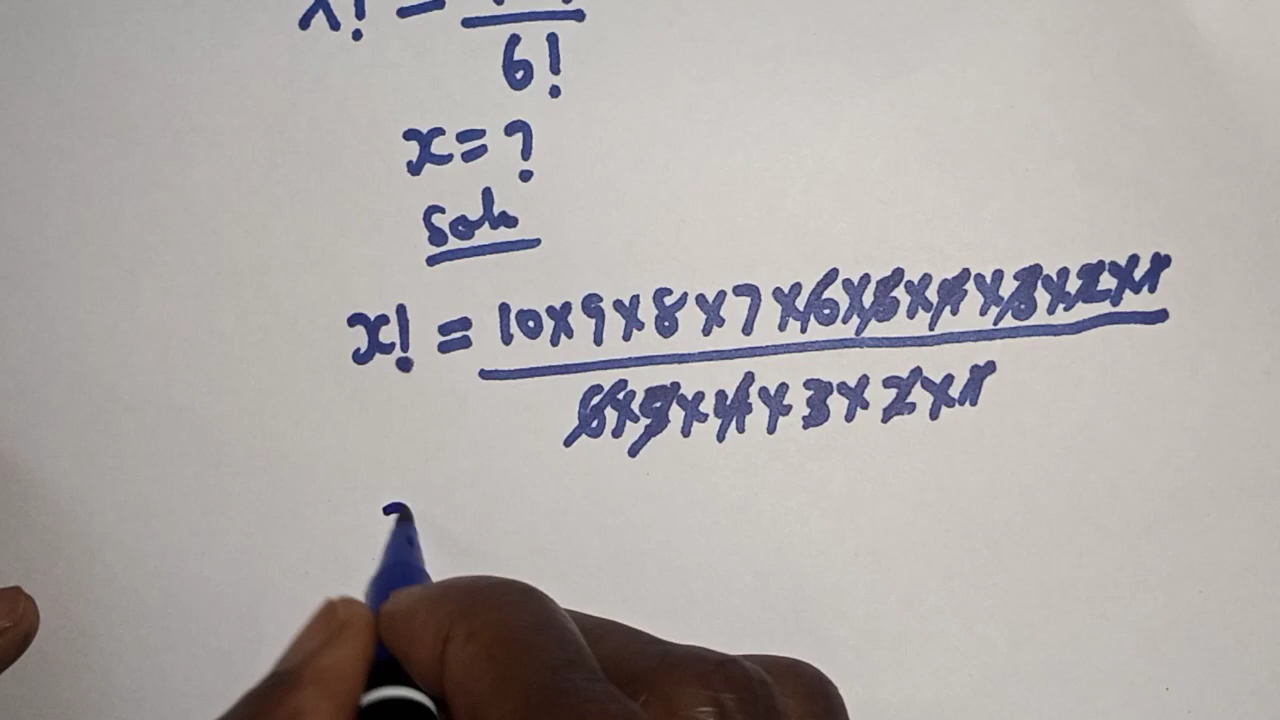 x! =
6!
x = ?
Soln
x! = 10×9×8×7×6×5×4×3×2×1
6×5×4×3×2×1